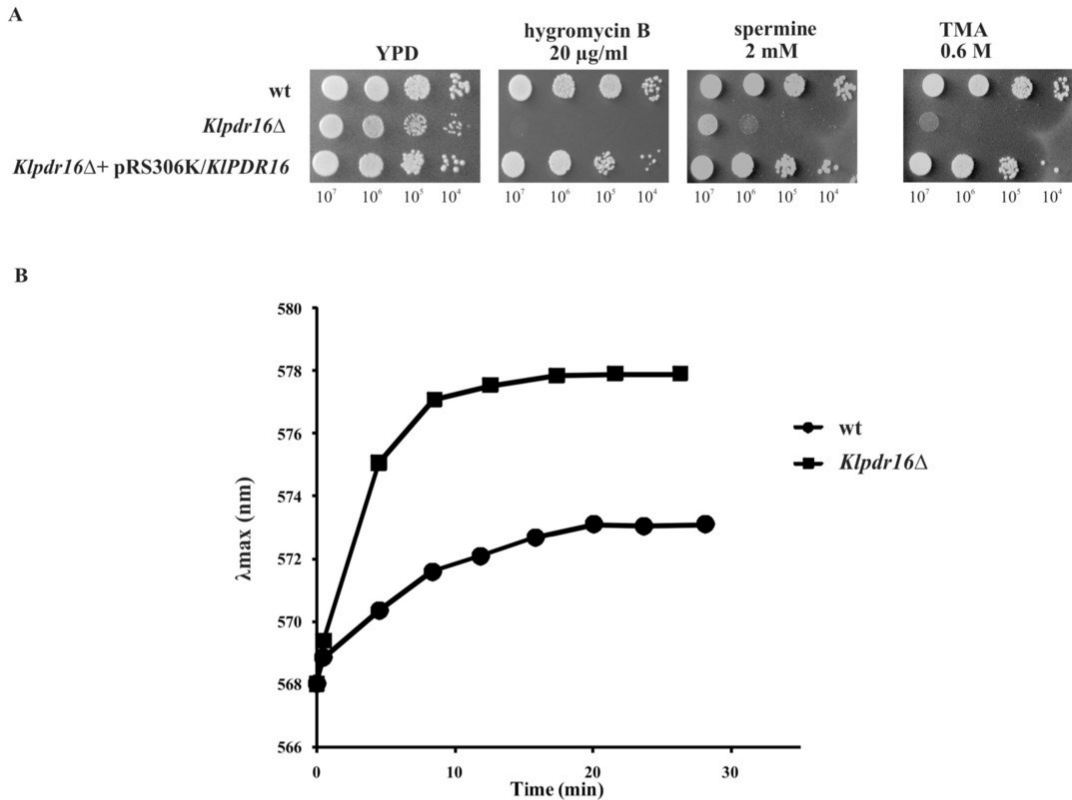 A
YPD
hygromycin B
20 µg/ml
spermine
2 mM
TMA
0.6 M
wt
Klpdr16Δ
Klpdr16Δ+ pRS306K/KlPDR16
10⁷ 10⁶ 10⁵ 10⁴ 10⁷ 10⁶ 10⁵ 10⁴ 10⁷ 10⁶ 10⁵ 10⁴ 10⁷ 10⁶ 10⁵ 10⁴
B
580
578
576
574
572
570
568
566
λmax (nm)
0 10 20 30
Time (min)
wt
Klpdr16Δ